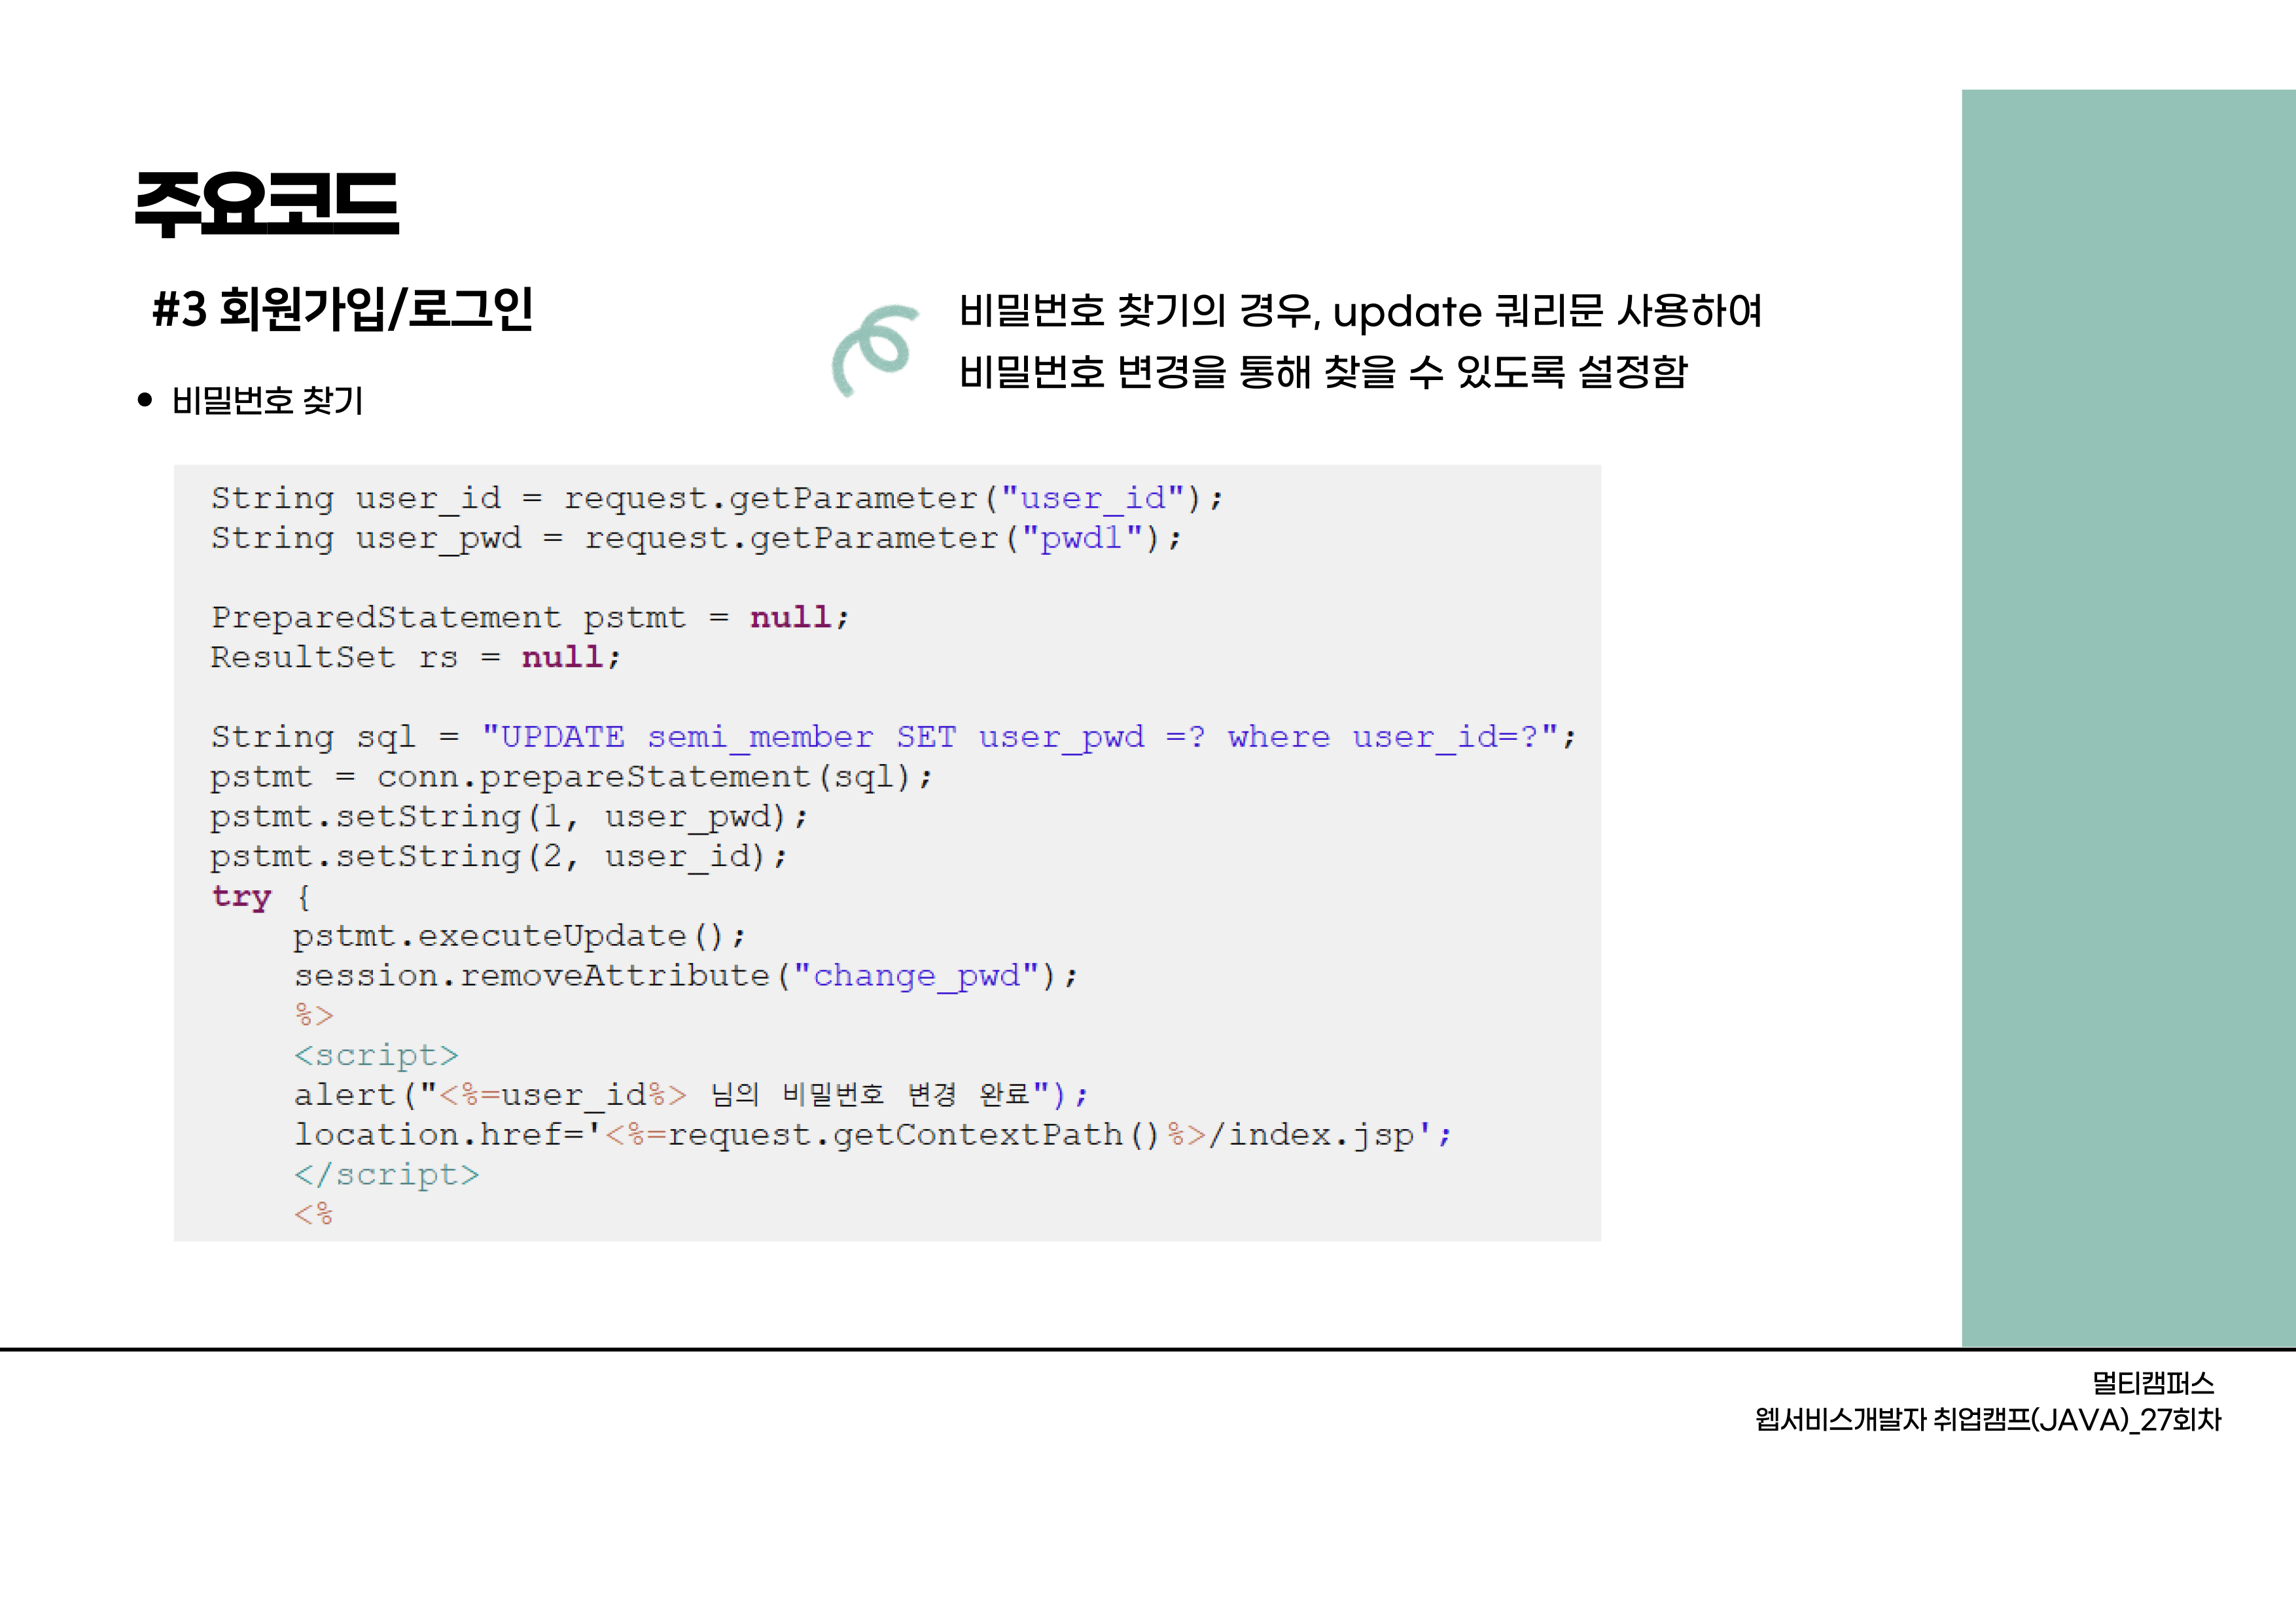 주요코드
#3 회원가입/로그인
비밀번호 찾기의 경우, update 쿼리문 사용하여
비밀번호 변경을 통해 찾을 수 있도록 설정함
• 비밀번호 찾기
String user_id = request.getParameter("user_id");
String user_pwd = request.getParameter("pwd1");
PreparedStatement pstmt = null;
ResultSet rs = null;
String sql = "UPDATE semi_member SET user_pwd =? where user_id=?";
pstmt = conn.prepareStatement(sql);
pstmt.setString(1, user_pwd);
pstmt.setString(2, user_id);
try {
pstmt.executeUpdate();
session.removeAttribute("change_pwd");
%>
<script>
alert("<%=user_id%> 님의 비밀번호 변경 완료");
location.href='<%=request.getContextPath()%>/index.jsp';
</script>
<%
멀티캠퍼스
웹서비스개발자 취업캠프(JAVA)_27회차